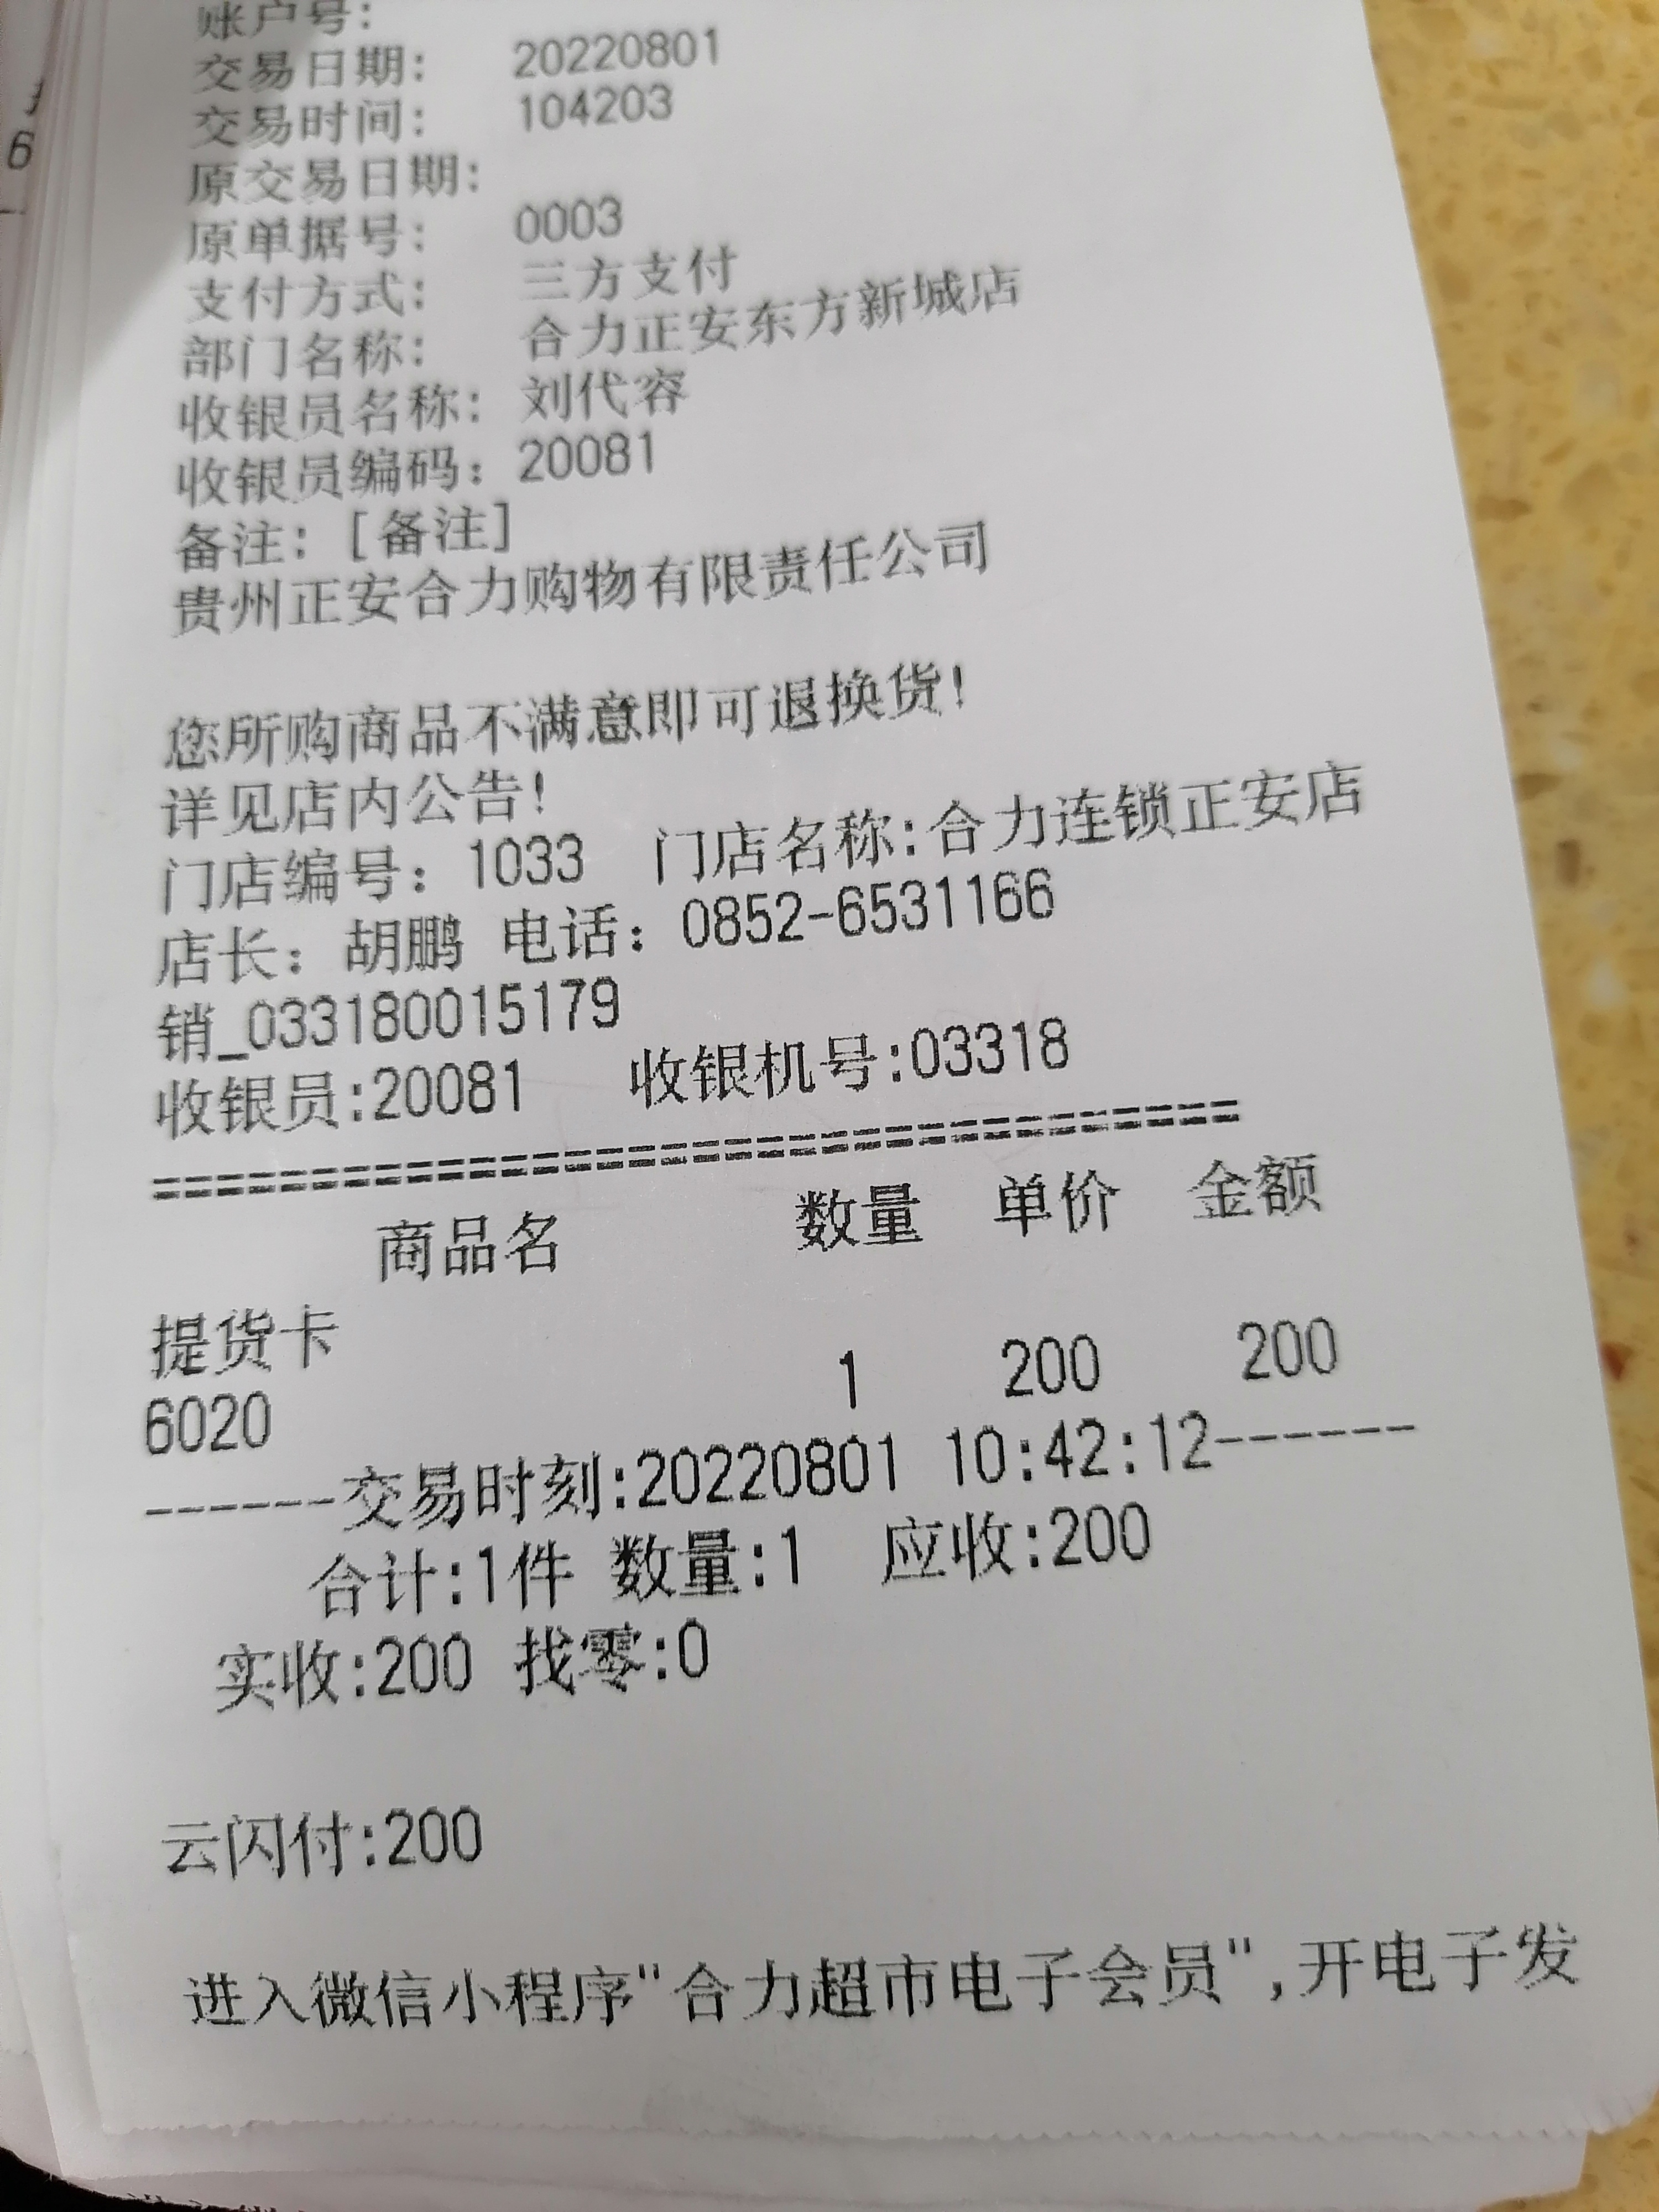 账户号:
交易日期: 20220801
交易时间: 104203
原交易日期:
原单据号: 0003
支付方式: 三方支付
部门名称: 合力正安东方新城店
收银员名称: 刘代容
收银员编码: 20081
备注: [备注]
贵州正安合力购物有限责任公司
您所购商品不满意即可退换货!
详见店内公告!
门店编号: 1033 门店名称:合力连锁正安店
店长: 胡鹏 电话: 0852-6531166
销_033180015179
收银员:20081 收银机号:03318
==================================
商品名 数量 单价 金额
提货卡
6020 1 200 200
------交易时刻:20220801 10:42:12------
合计:1件 数量:1 应收:200
实收:200 找零:0
云闪付:200
进入微信小程序"合力超市电子会员",开电子发